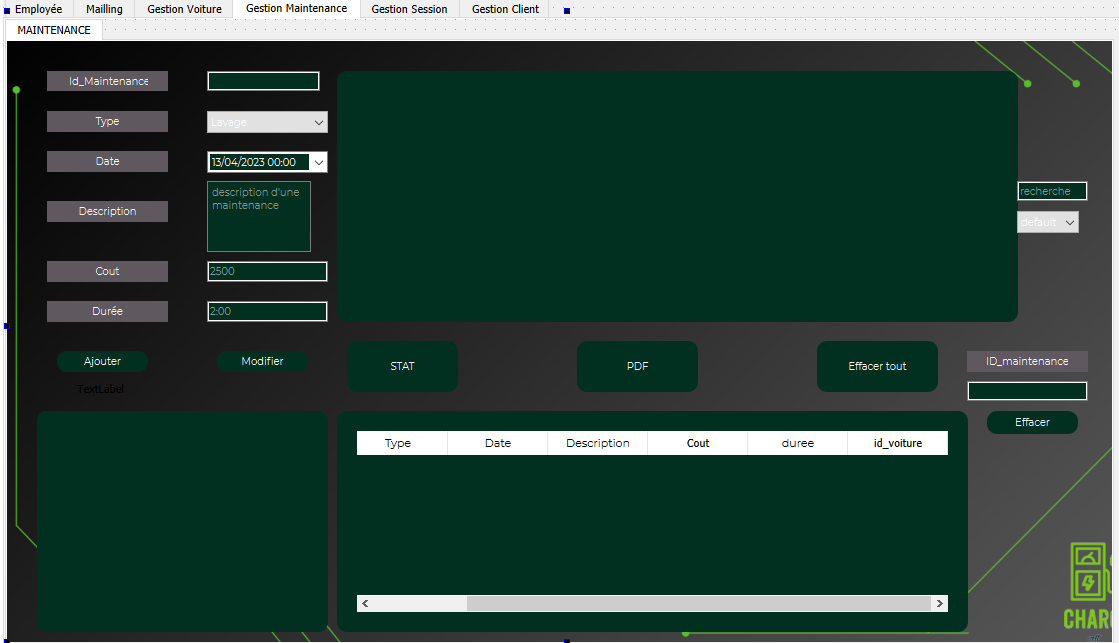 Employée Mailling Gestion Voiture Gestion Maintenance Gestion Session Gestion Client
MAINTENANCE
Id_Maintenance
Type Lavage
Date 13/04/2023 00:00
description d'une
maintenance
Description
recherche
default
Cout 2500
Durée 2:00
Ajouter Modifier STAT PDF Effacer tout ID_maintenance
TextLabel
Effacer
Type Date Description Cout duree id_voiture